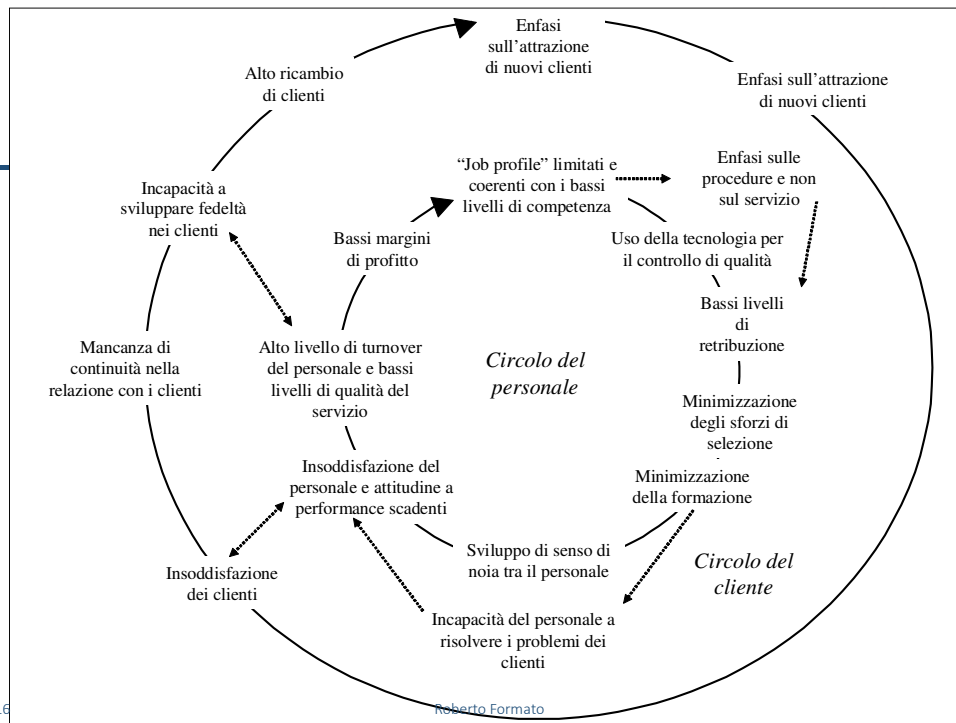 Enfasi
sull'attrazione
di nuovi clienti
Alto ricambio
di clienti
Enfasi sull'attrazione
di nuovi clienti
"Job profile" limitati e
coerenti con i bassi
livelli di competenza
Enfasi sulle
procedure e non
sul servizio
Incapacità a
sviluppare fedeltà
nei clienti
Bassi margini
di profitto
Uso della tecnologia per
il controllo di qualità
Bassi livelli
di
retribuzione
Mancanza di
continuità nella
relazione con i clienti
Alto livello di turnover
del personale e bassi
livelli di qualità del
servizio
Circolo del
personale
Minimizzazione
degli sforzi di
selezione
Insoddisfazione del
personale e attitudine a
performance scadenti
Minimizzazione
della formazione
Sviluppo di senso di
noia tra il personale
Circolo del
cliente
Insoddisfazione
dei clienti
Incapacità del personale a
risolvere i problemi dei
clienti
Roberto Formato